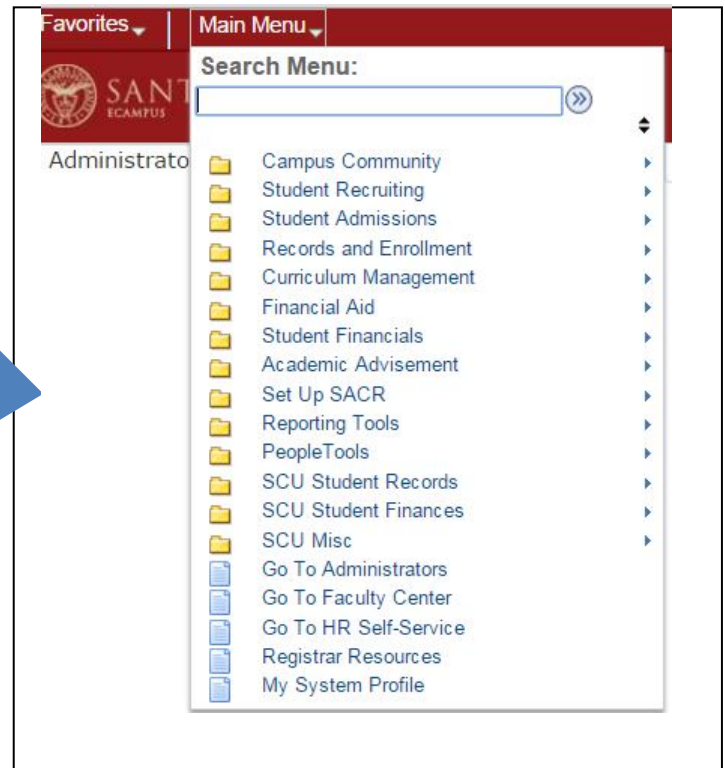 Favorites Main Menu
Search Menu:
SANT
ECAMPUS
Administrato
Campus Community
Student Recruiting
Student Admissions
Records and Enrollment
Curriculum Management
Financial Aid
Student Financials
Academic Advisement
Set Up SACR
Reporting Tools
PeopleTools
SCU Student Records
SCU Student Finances
SCU Misc
Go To Administrators
Go To Faculty Center
Go To HR Self-Service
Registrar Resources
My System Profile